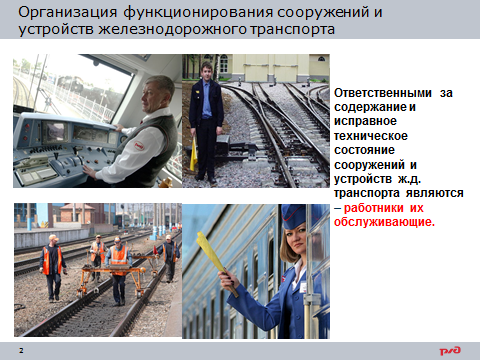 Организация функционирования сооружений и
устройств железнодорожного транспорта
Ответственными за
содержание и
исправное
техническое
состояние
сооружений и
устройств ж.д.
транспорта являются
– работники их
обслуживающие.
2
ржд